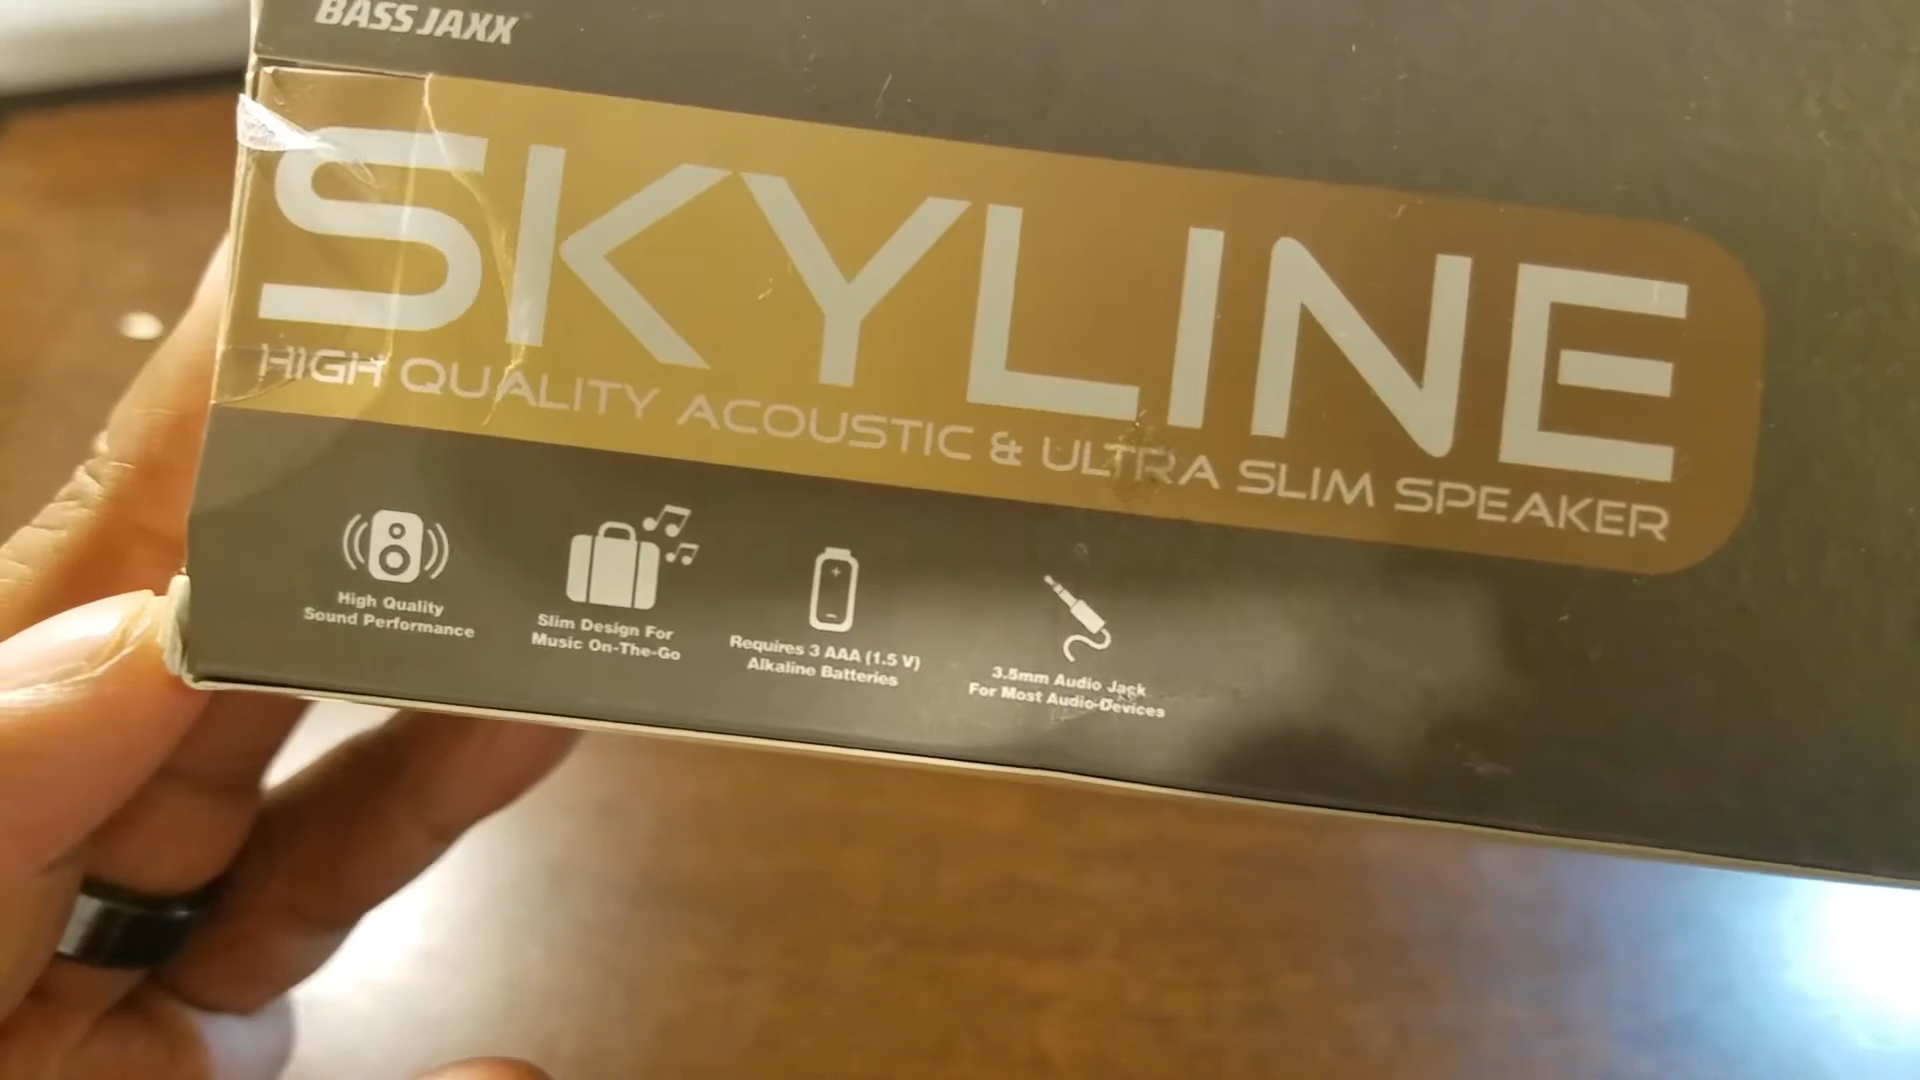 BASS JAXX
SKYLINE
HIGH QUALITY ACOUSTIC & ULTRA SLIM SPEAKER
High Quality
Sound Performance
Slim Design For
Music On-The-Go
Requires 3 AAA (1.5 V)
Alkaline Batteries
3.5mm Audio Jack
For Most Audio Devices